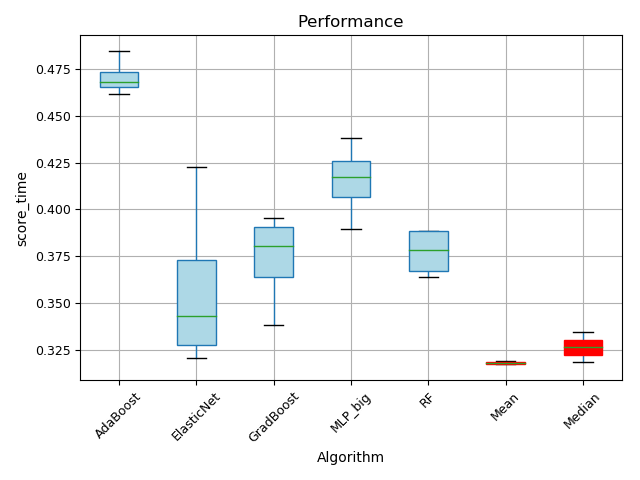 Performance
score_time
0.475
0.450
0.425
0.400
0.375
0.350
0.325
AdaBoost
ElasticNet
GradBoost
MLP_big
RF
Mean
Median
Algorithm